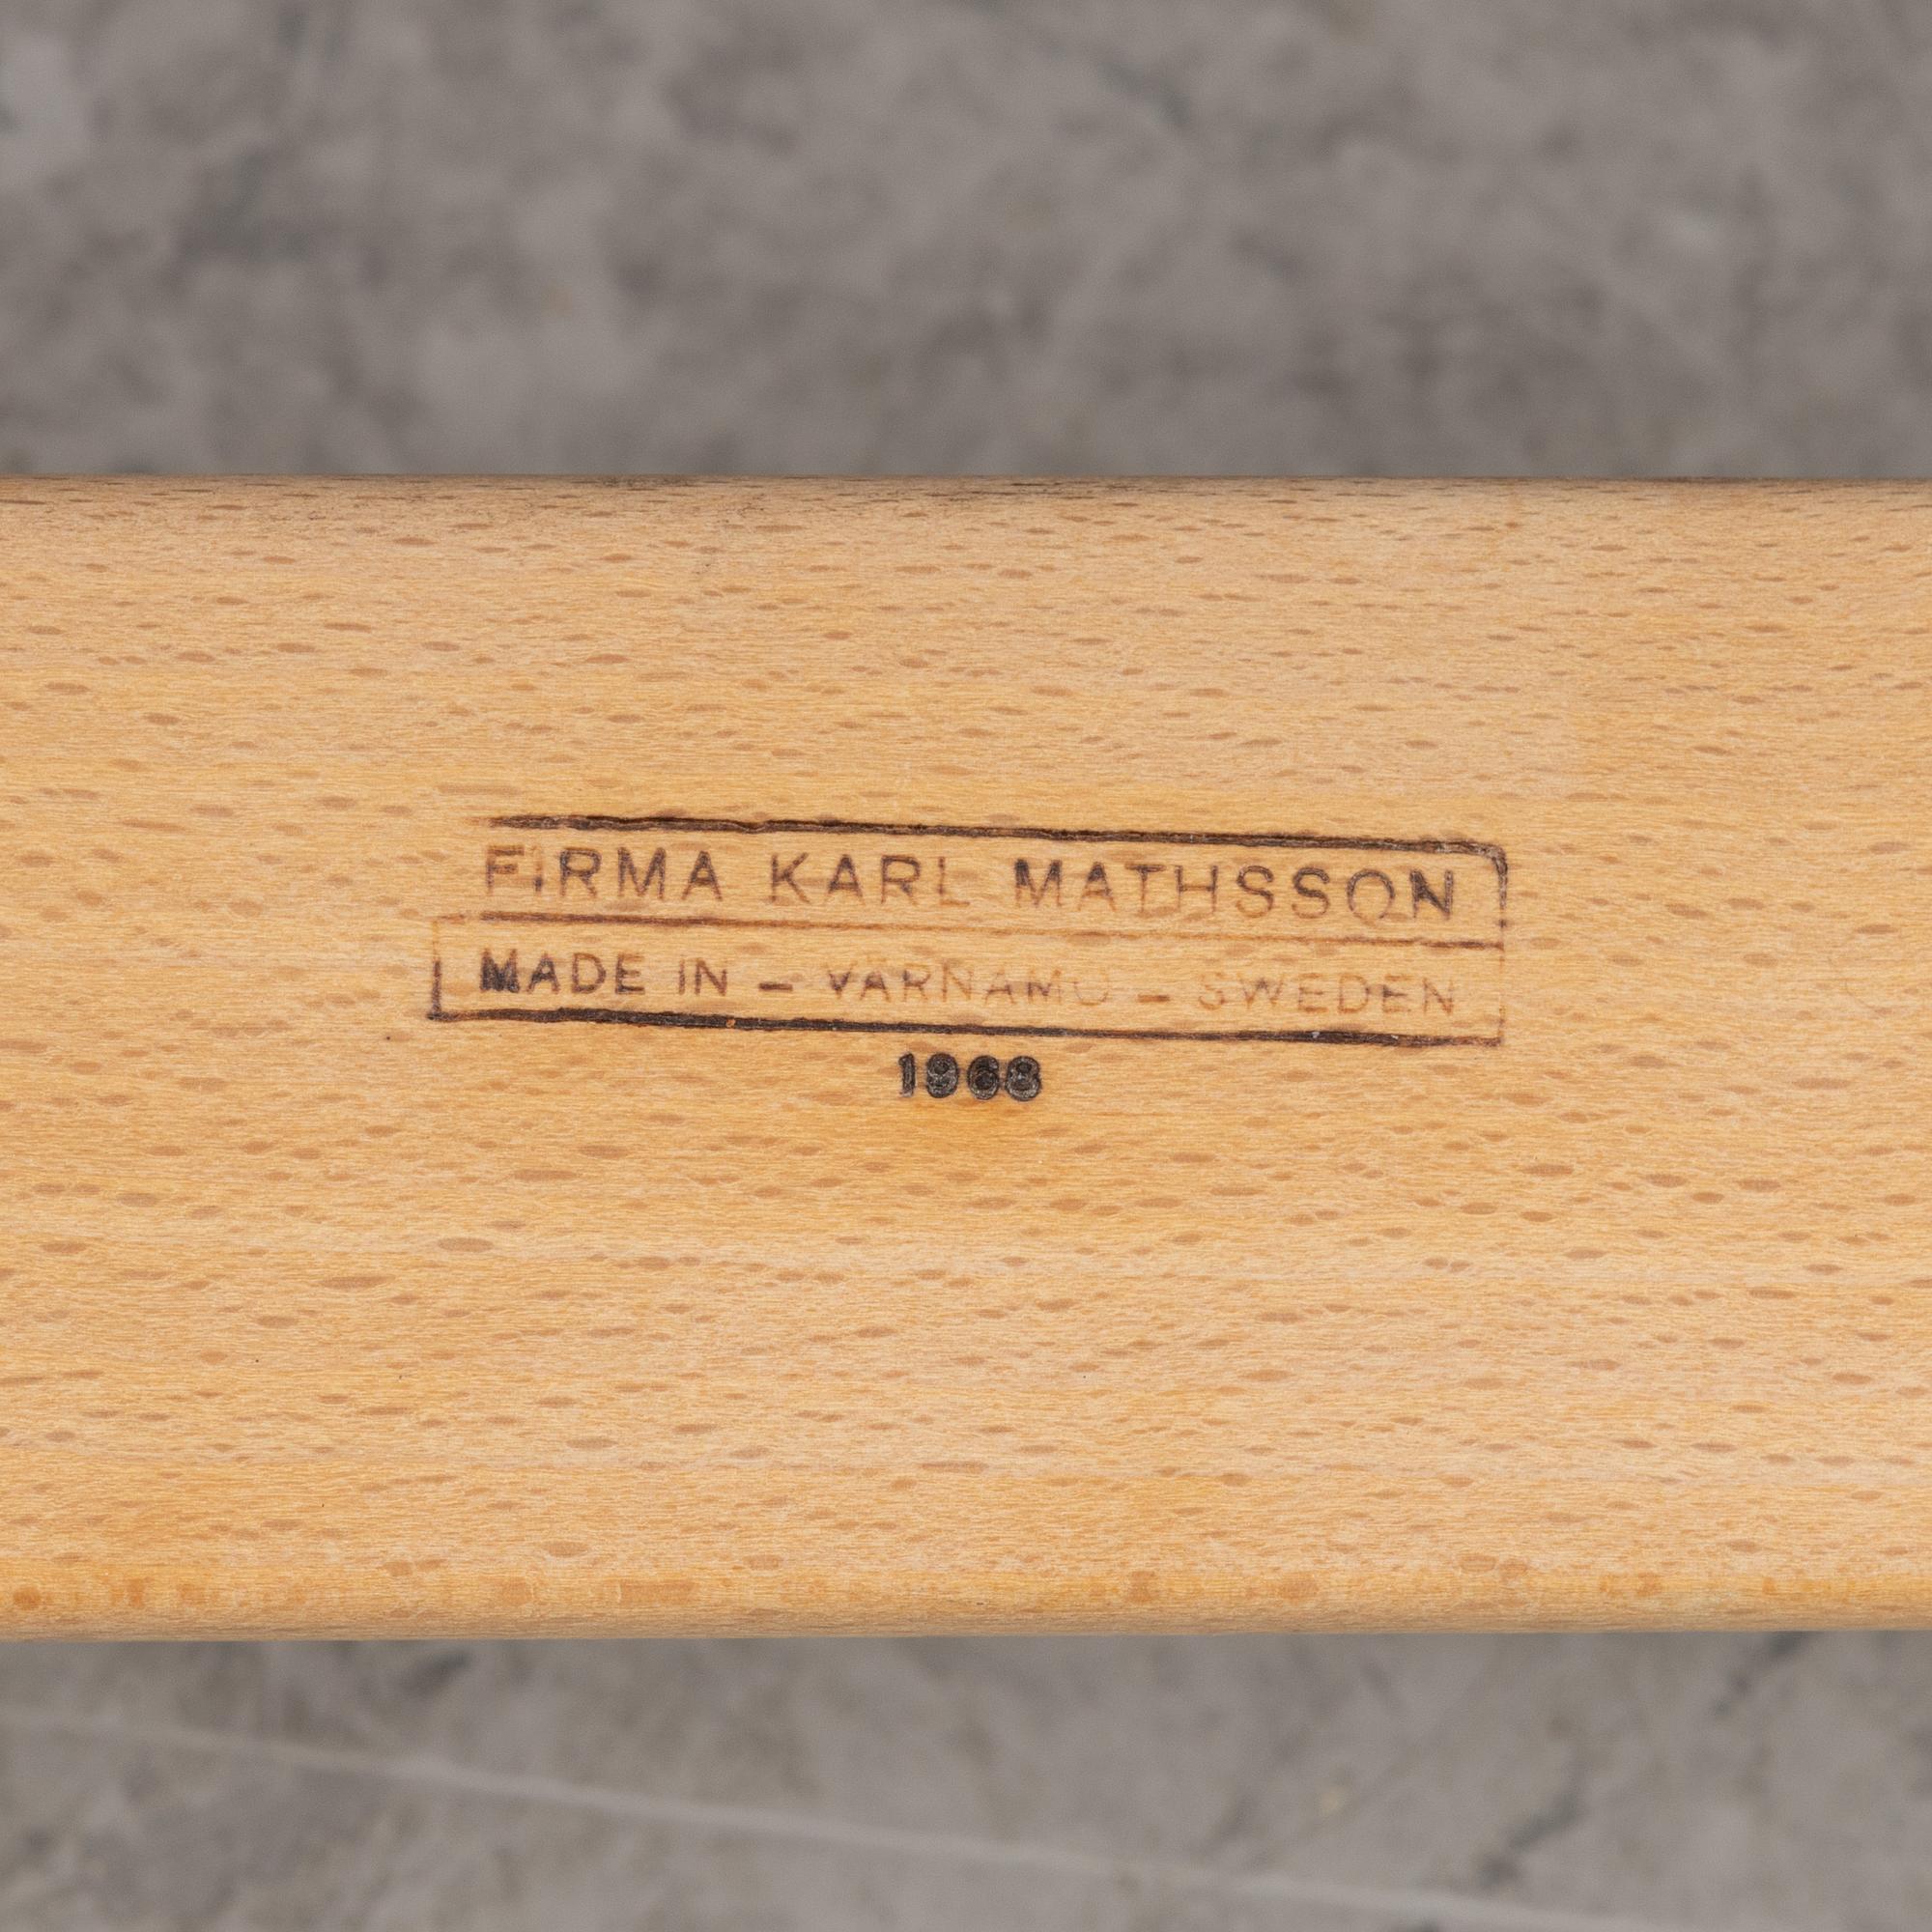 FIRMA KARL MATHSSON
MADE IN – VÄRNAMO – SWEDEN
1968